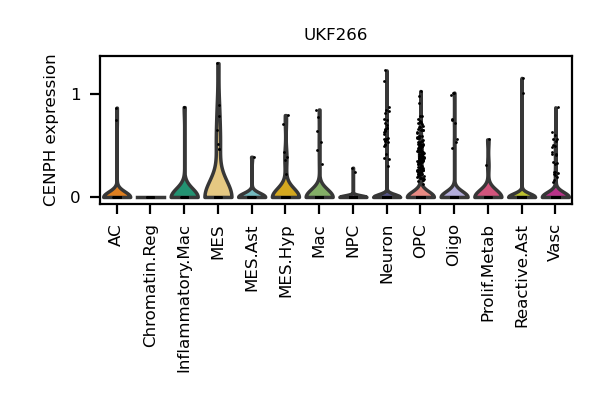 UKF266
CENPH expression
1
0
AC
Chromatin.Reg
Inflammatory.Mac
MES
MES.Ast
MES.Hyp
Mac
NPC
Neuron
OPC
Oligo
Prolif.Metab
Reactive.Ast
Vasc